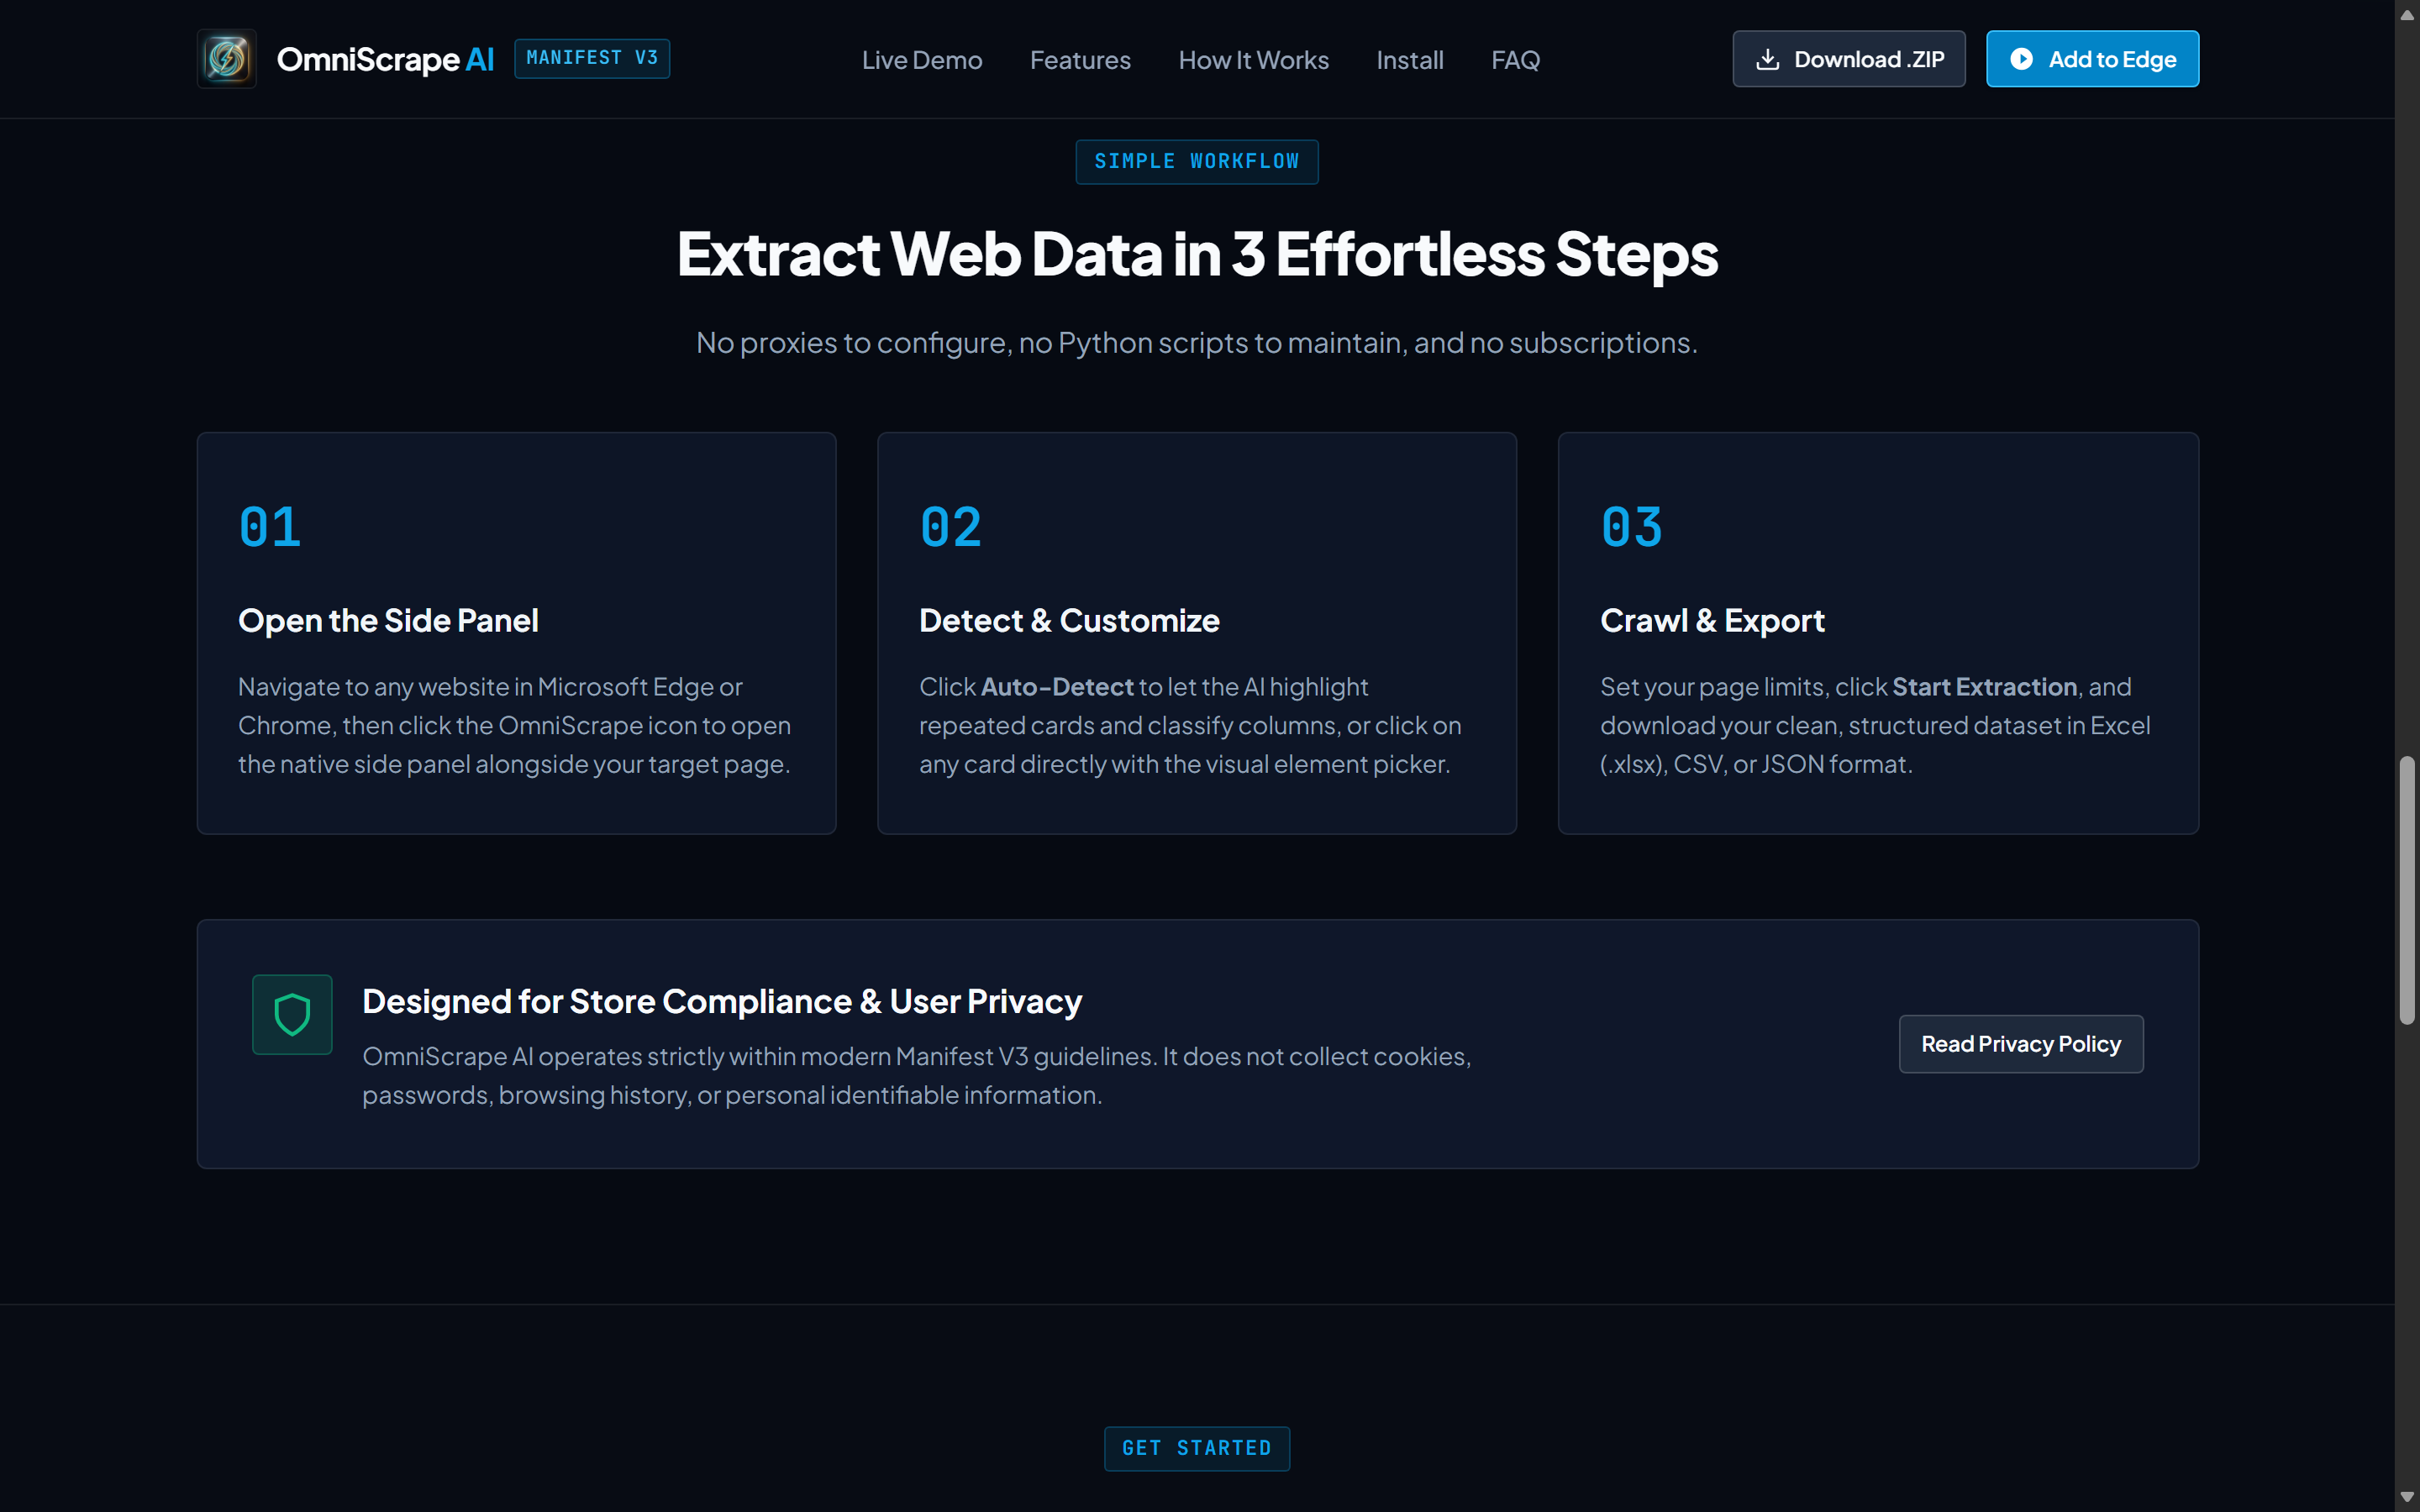 OmniScrape AI
MANIFEST V3
Live Demo
Features
How It Works
Install
FAQ
Download .ZIP
Add to Edge
SIMPLE WORKFLOW
Extract Web Data in 3 Effortless Steps
No proxies to configure, no Python scripts to maintain, and no subscriptions.
01
Open the Side Panel
Navigate to any website in Microsoft Edge or
Chrome, then click the OmniScrape icon to open
the native side panel alongside your target page.
02
Detect & Customize
Click Auto-Detect to let the AI highlight
repeated cards and classify columns, or click on
any card directly with the visual element picker.
03
Crawl & Export
Set your page limits, click Start Extraction, and
download your clean, structured dataset in Excel
(.xlsx), CSV, or JSON format.
Designed for Store Compliance & User Privacy
OmniScrape AI operates strictly within modern Manifest V3 guidelines. It does not collect cookies,
passwords, browsing history, or personal identifiable information.
Read Privacy Policy
GET STARTED